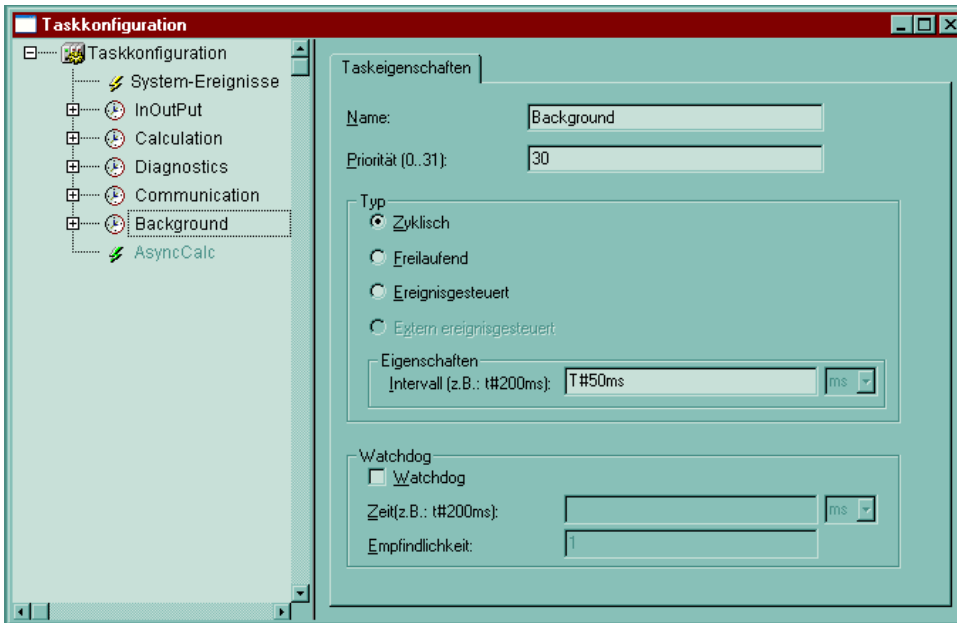 Taskkonfiguration
Taskkonfiguration
System-Ereignisse
InOutPut
Calculation
Diagnostics
Communication
Background
AsyncCalc
Taskeigenschaften
Name: Background
Priorität (0..31): 30
Typ
Zyklisch
Freilaufend
Ereignisgesteuert
Extern ereignisgesteuert
Eigenschaften
Intervall (z.B.: t#200ms): T#50ms ms
Watchdog
Watchdog
Zeit(z.B.: t#200ms): ms
Empfindlichkeit: 1